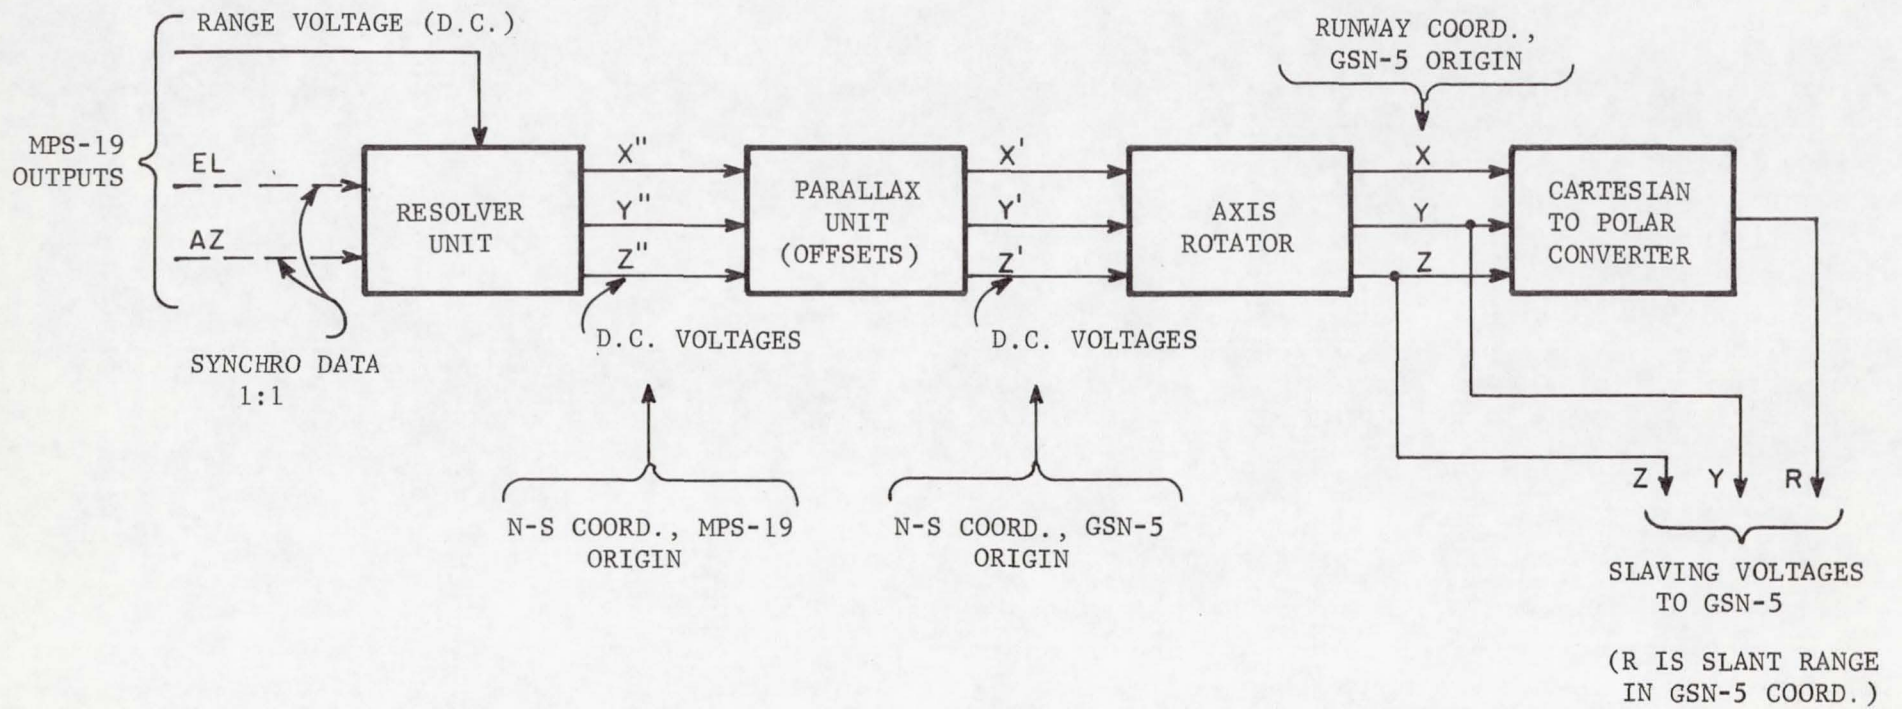 RANGE VOLTAGE (D.C.)
MPS-19
OUTPUTS
EL
AZ
SYNCHRO DATA
1:1
RESOLVER
UNIT
X"
Y"
Z"
D.C. VOLTAGES
N-S COORD., MPS-19
ORIGIN
PARALLAX
UNIT
(OFFSETS)
X'
Y'
Z'
D.C. VOLTAGES
N-S COORD., GSN-5
ORIGIN
AXIS
ROTATOR
RUNWAY COORD.,
GSN-5 ORIGIN
X
Y
Z
CARTESIAN
TO POLAR
CONVERTER
Z Y R
SLAVING VOLTAGES
TO GSN-5
(R IS SLANT RANGE
IN GSN-5 COORD.)